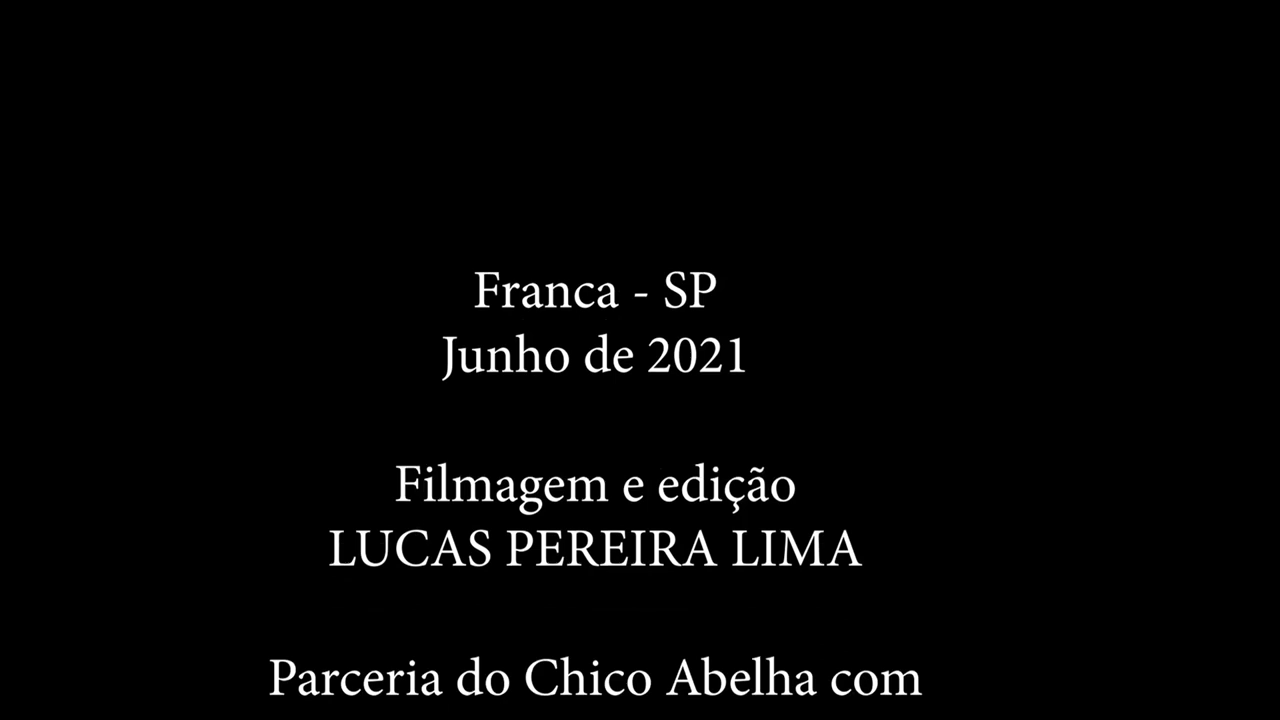 Franca - SP
Junho de 2021
Filmagem e edição
LUCAS PEREIRA LIMA
Parceria do Chico Abelha com